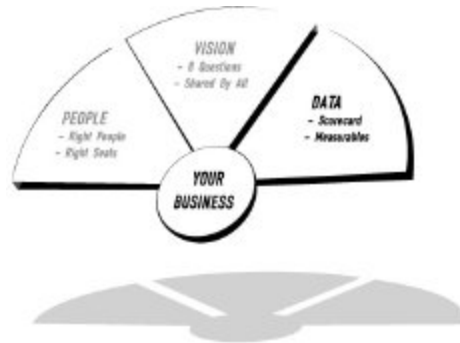 VISION
- 8 Questions
- Shared By All
PEOPLE
- Right People
- Right Seats
DATA
- Scorecard
- Measurables
YOUR
BUSINESS